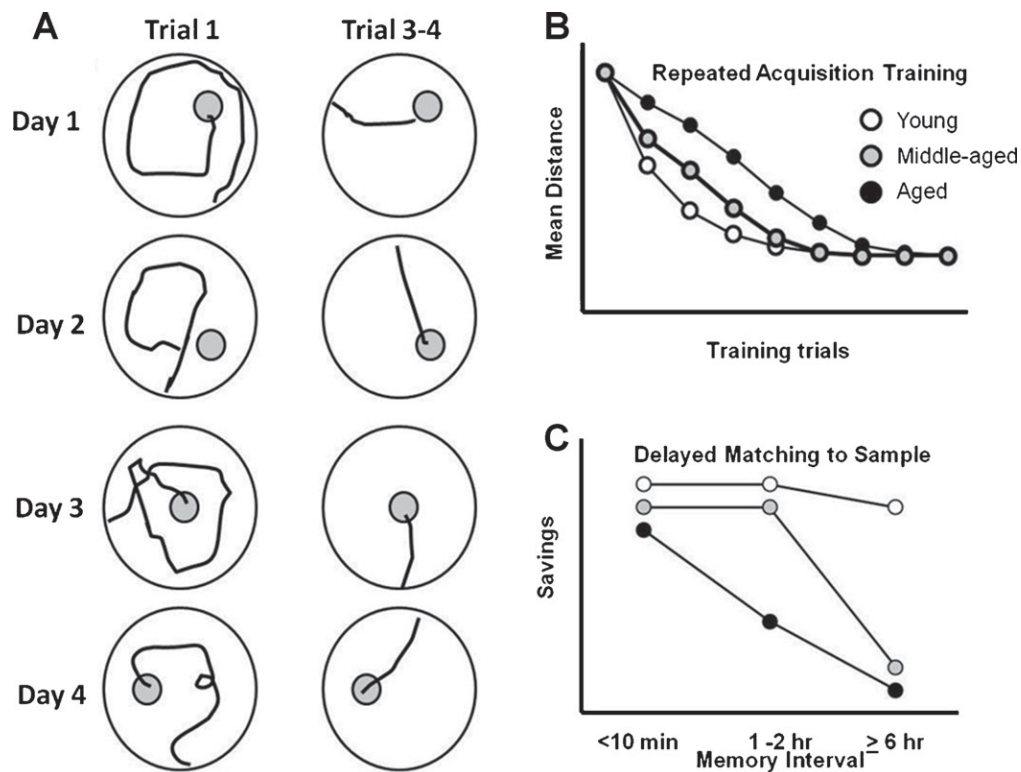 A
Trial 1
Trial 3-4
Day 1
Day 2
Day 3
Day 4
B
Repeated Acquisition Training
Young
Middle-aged
Aged
Mean Distance
Training trials
C
Delayed Matching to Sample
Savings
<10 min
1 -2 hr
≥ 6 hr
Memory Interval